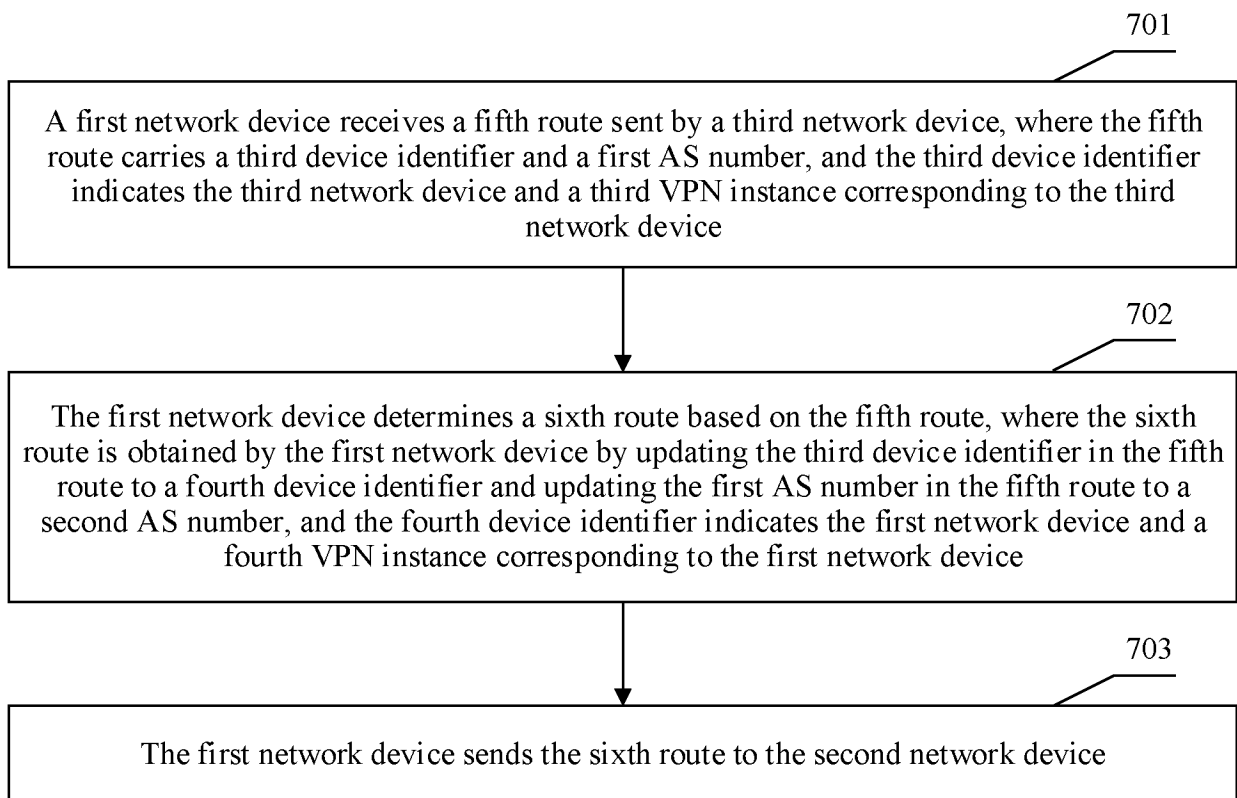 701
A first network device receives a fifth route sent by a third network device, where the fifth
route carries a third device identifier and a first AS number, and the third device identifier
indicates the third network device and a third VPN instance corresponding to the third
network device
702
The first network device determines a sixth route based on the fifth route, where the sixth
route is obtained by the first network device by updating the third device identifier in the fifth
route to a fourth device identifier and updating the first AS number in the fifth route to a
second AS number, and the fourth device identifier indicates the first network device and a
fourth VPN instance corresponding to the first network device
703
The first network device sends the sixth route to the second network device